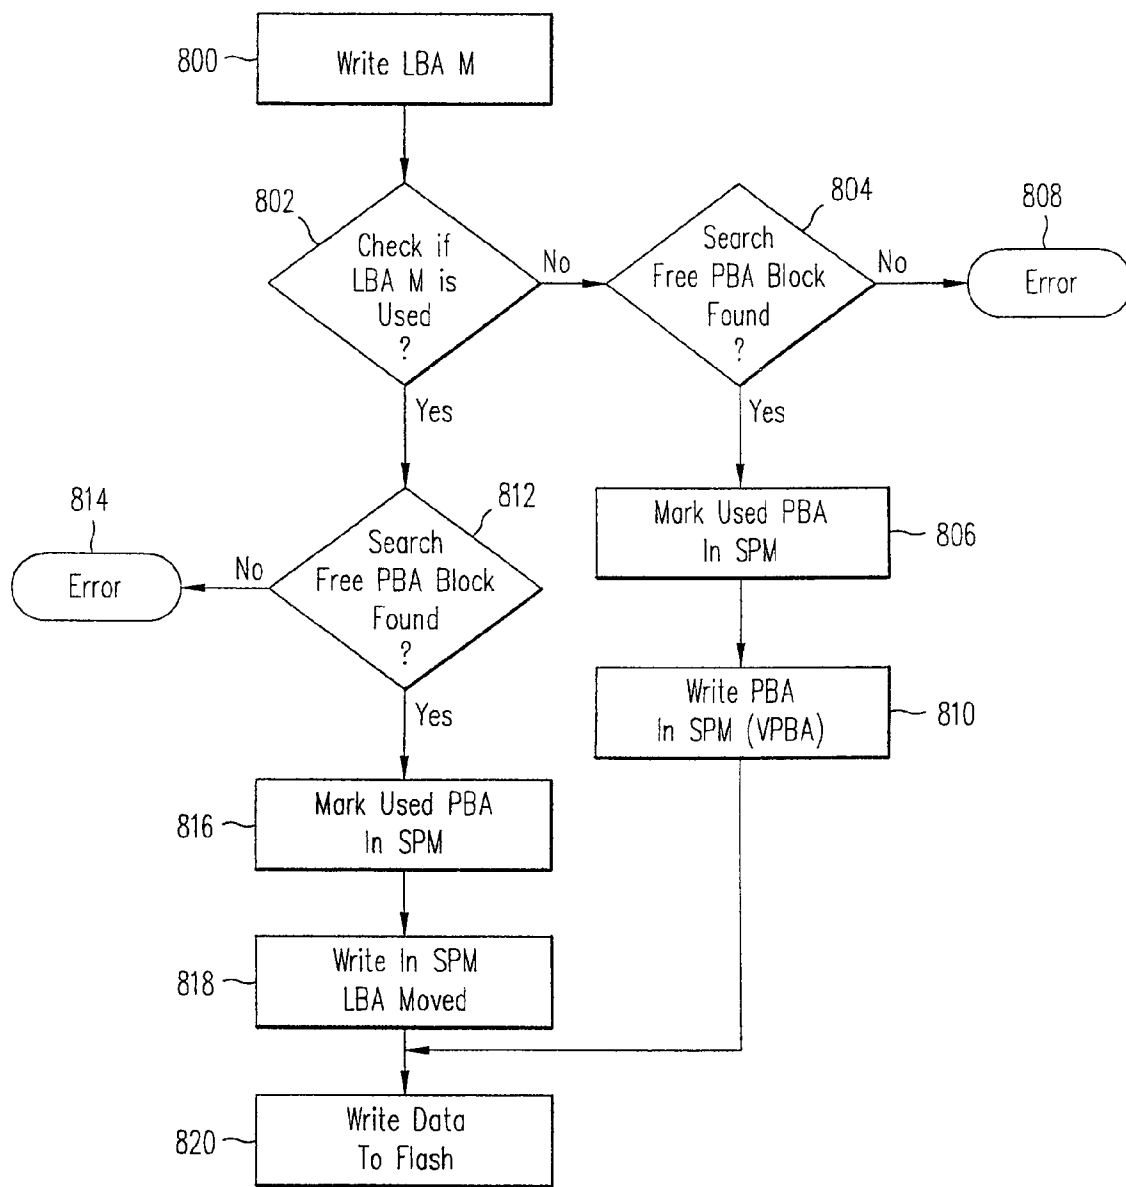 800
Write LBA M
802
Check if
LBA M is
Used
?
No
804
Search
Free PBA Block
Found
?
No
808
Error
Yes
Yes
812
Search
Free PBA Block
Found
?
No
814
Error
Mark Used PBA
In SPM
806
Write PBA
In SPM (VPBA)
810
Yes
816
Mark Used PBA
In SPM
818
Write In SPM
LBA Moved
820
Write Data
To Flash